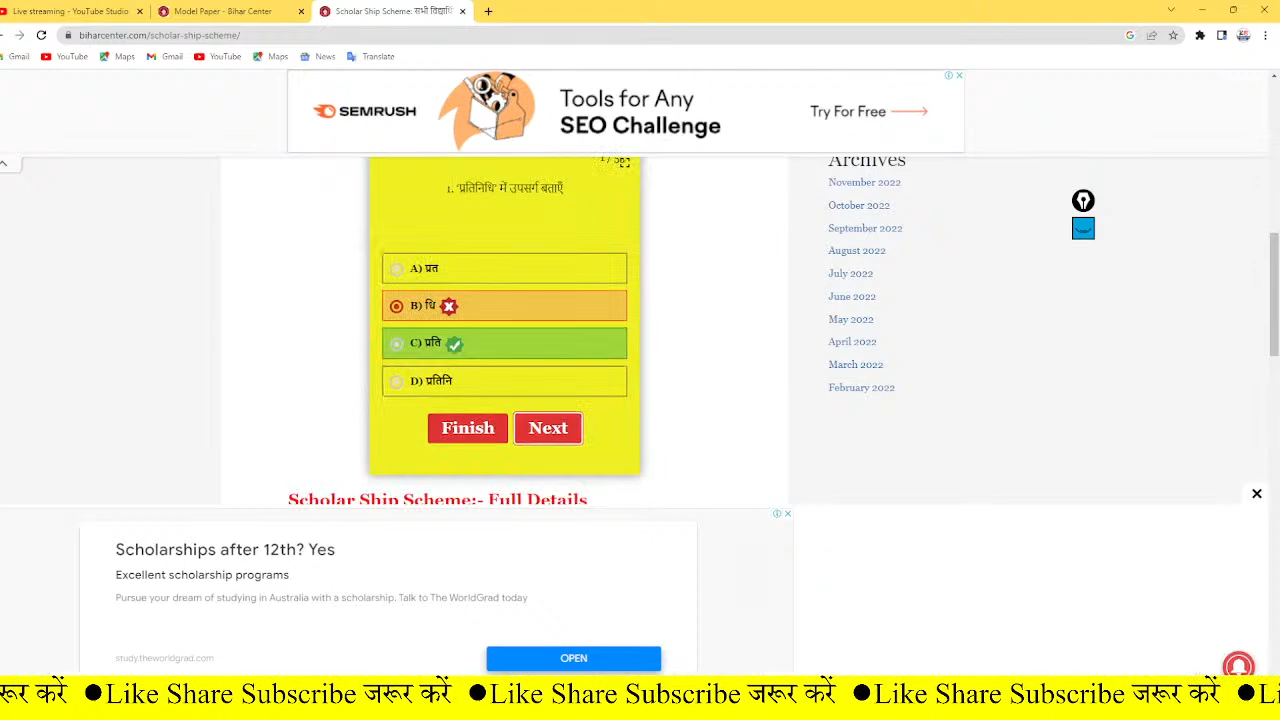 Live streaming - YouTube Studio
Model Paper - Bihar Center
Scholar Ship Scheme: सभी विद्यार्थि
biharcenter.com/scholar-ship-scheme/
Gmail YouTube Maps Gmail YouTube Maps News Translate
SEMRUSH
Tools for Any
SEO Challenge
Try For Free
1. 'प्रतिनिधि' में उपसर्ग बताएँ
A) प्रत
B) धि
C) प्रति
D) प्रतिनि
Finish Next
Scholar Ship Scheme:- Full Details
Archives
November 2022
October 2022
September 2022
August 2022
July 2022
June 2022
May 2022
April 2022
March 2022
February 2022
Scholarships after 12th? Yes
Excellent scholarship programs
Pursue your dream of studying in Australia with a scholarship. Talk to The WorldGrad today
study.theworldgrad.com
OPEN
करें ●Like Share Subscribe जरूर करें ●Like Share Subscribe जरूर करें ●Like Share Subscribe जरूर करें ●Li